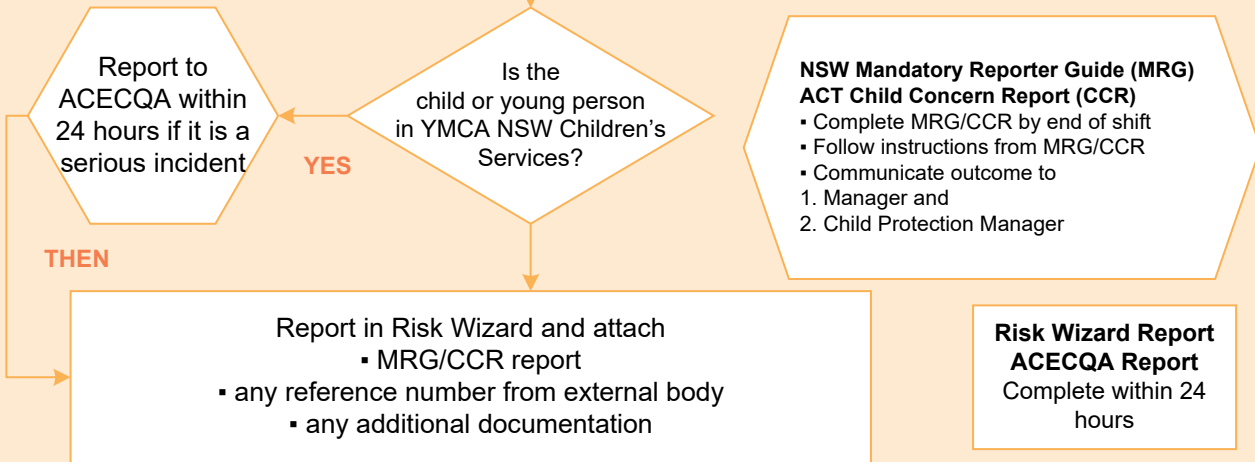 Report to
ACECQA within
24 hours if it is a
serious incident
Is the
child or young person
in YMCA NSW Children's
Services?
YES
THEN
NSW Mandatory Reporter Guide (MRG)
ACT Child Concern Report (CCR)
▪ Complete MRG/CCR by end of shift
▪ Follow instructions from MRG/CCR
▪ Communicate outcome to
1. Manager and
2. Child Protection Manager
Report in Risk Wizard and attach
▪ MRG/CCR report
▪ any reference number from external body
▪ any additional documentation
Risk Wizard Report
ACECQA Report
Complete within 24
hours